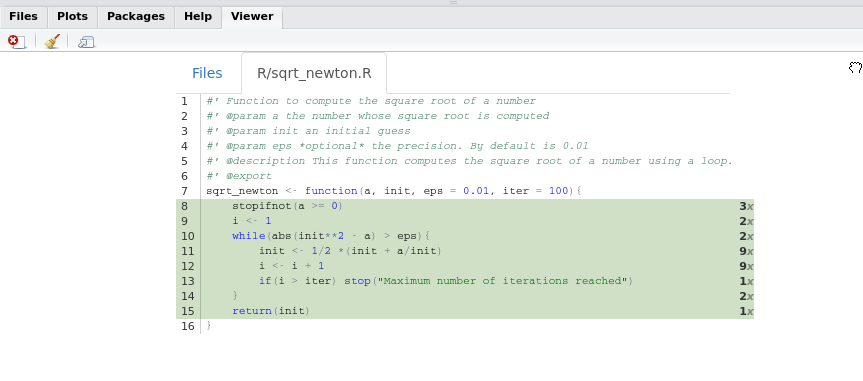 Files Plots Packages Help Viewer
Files R/sqrt_newton.R
1 #' Function to compute the square root of a number
2 #' @param a the number whose square root is computed
3 #' @param init an initial guess
4 #' @param eps *optional* the precision. By default is 0.01
5 #' @description This function computes the square root of a number using a loop.
6 #' @export
7 sqrt_newton <- function(a, init, eps = 0.01, iter = 100){
8 stopifnot(a >= 0) 3x
9 i <- 1 2x
10 while(abs(init**2 - a) > eps){ 2x
11 init <- 1/2 *(init + a/init) 9x
12 i <- i + 1 9x
13 if(i > iter) stop("Maximum number of iterations reached") 1x
14 } 2x
15 return(init) 1x
16 }